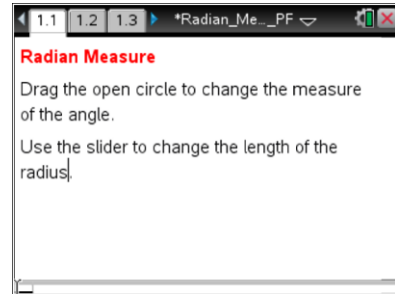 1.1 1.2 1.3 *Radian_Me..._PF
Radian Measure
Drag the open circle to change the measure
of the angle.
Use the slider to change the length of the
radius.